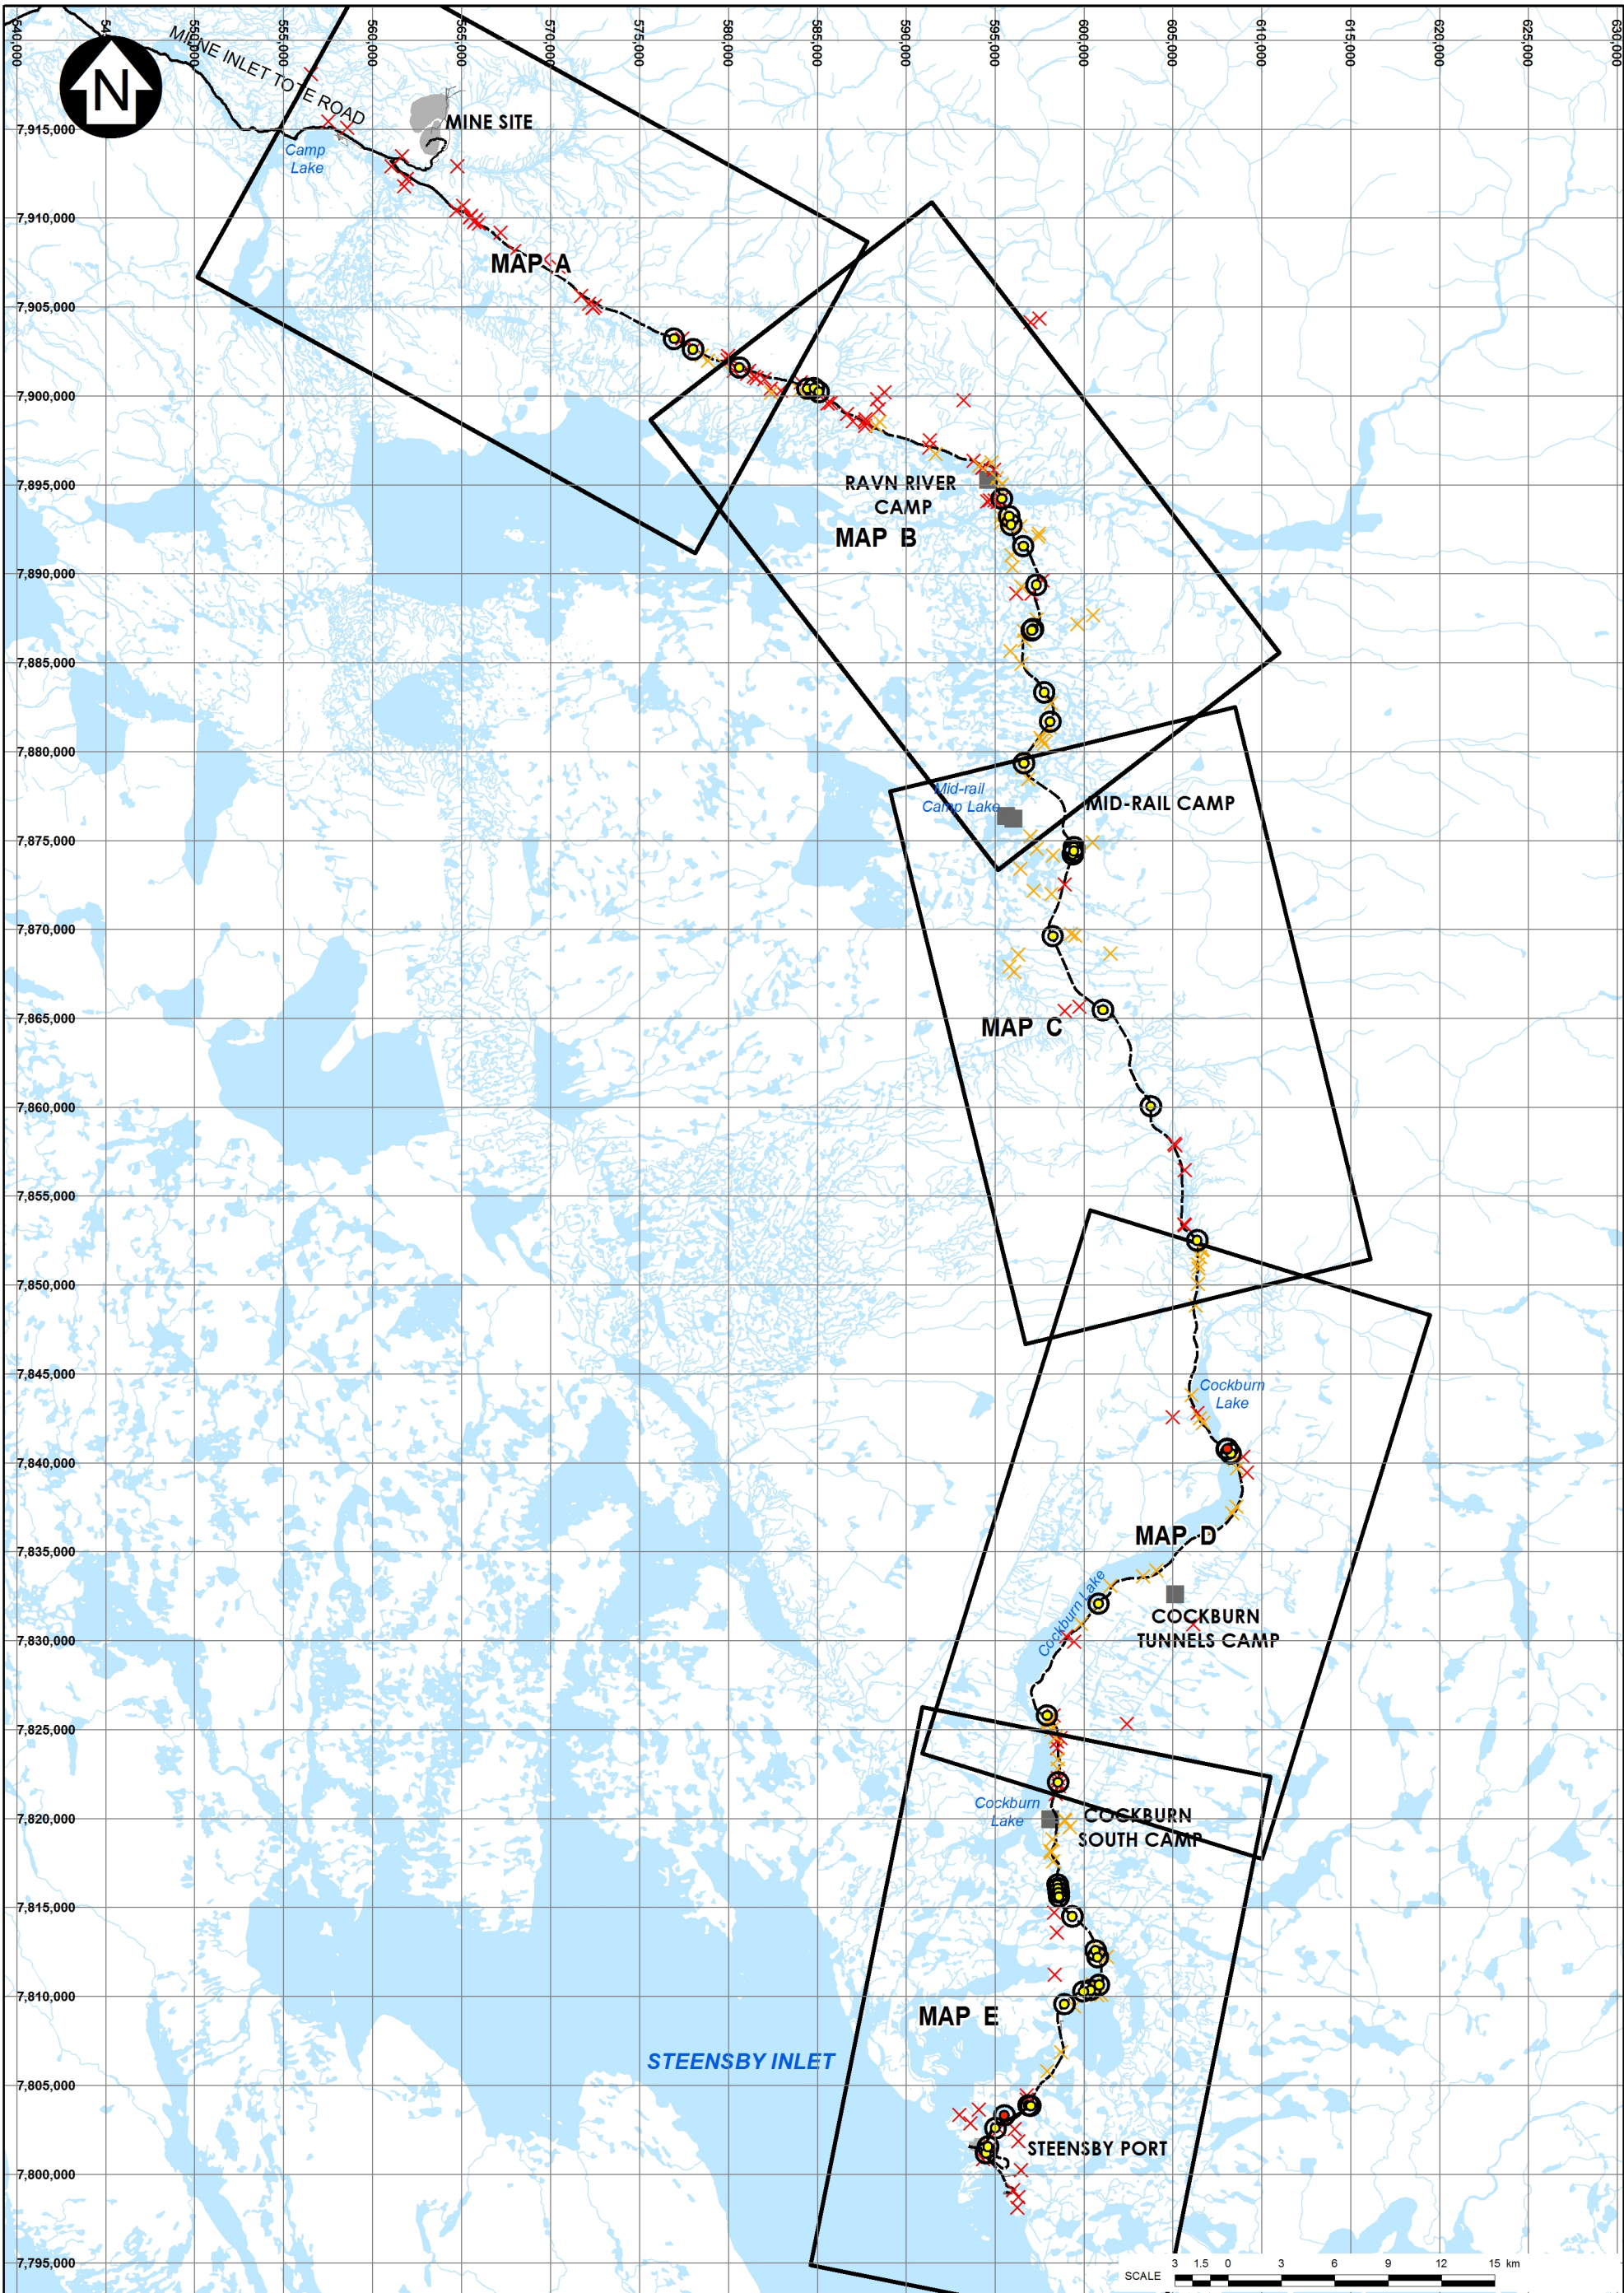 540,000
550,000
555,000
560,000
565,000
570,000
575,000
580,000
585,000
590,000
595,000
600,000
605,000
610,000
615,000
620,000
625,000
N
MILNE INLET TOTE ROAD
MINE SITE
7,915,000
Camp
Lake
7,910,000
MAP A
7,905,000
7,900,000
7,895,000
RAVN RIVER
CAMP
MAP B
7,890,000
7,885,000
7,880,000
Mid-rail
Camp Lake
MID-RAIL CAMP
7,875,000
7,870,000
7,865,000
MAP C
7,860,000
7,855,000
7,850,000
7,845,000
Cockburn
Lake
7,840,000
MAP D
7,835,000
Cockburn Lake
COCKBURN
TUNNELS CAMP
7,830,000
7,825,000
Cockburn
Lake
7,820,000
COCKBURN
SOUTH CAMP
7,815,000
7,810,000
MAP E
STEENSBY INLET
7,805,000
STEENSBY PORT
7,800,000
7,795,000
3 1.5 0 3 6 9 12 15 km
SCALE